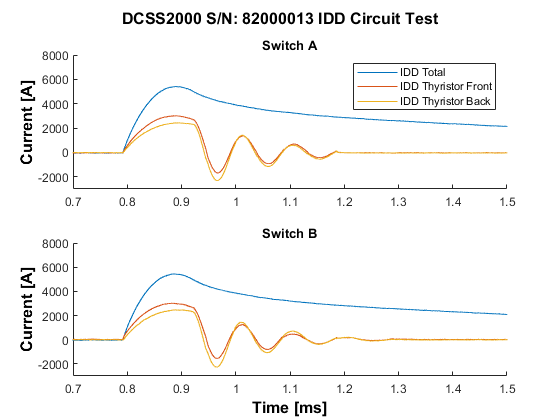 DCSS2000 S/N: 82000013 IDD Circuit Test
Switch A
8000
6000
4000
2000
0
-2000
Current [A]
IDD Total
IDD Thyristor Front
IDD Thyristor Back
0.7 0.8 0.9 1 1.1 1.2 1.3 1.4 1.5
Switch B
8000
6000
4000
2000
0
-2000
Current [A]
0.7 0.8 0.9 1 1.1 1.2 1.3 1.4 1.5
Time [ms]